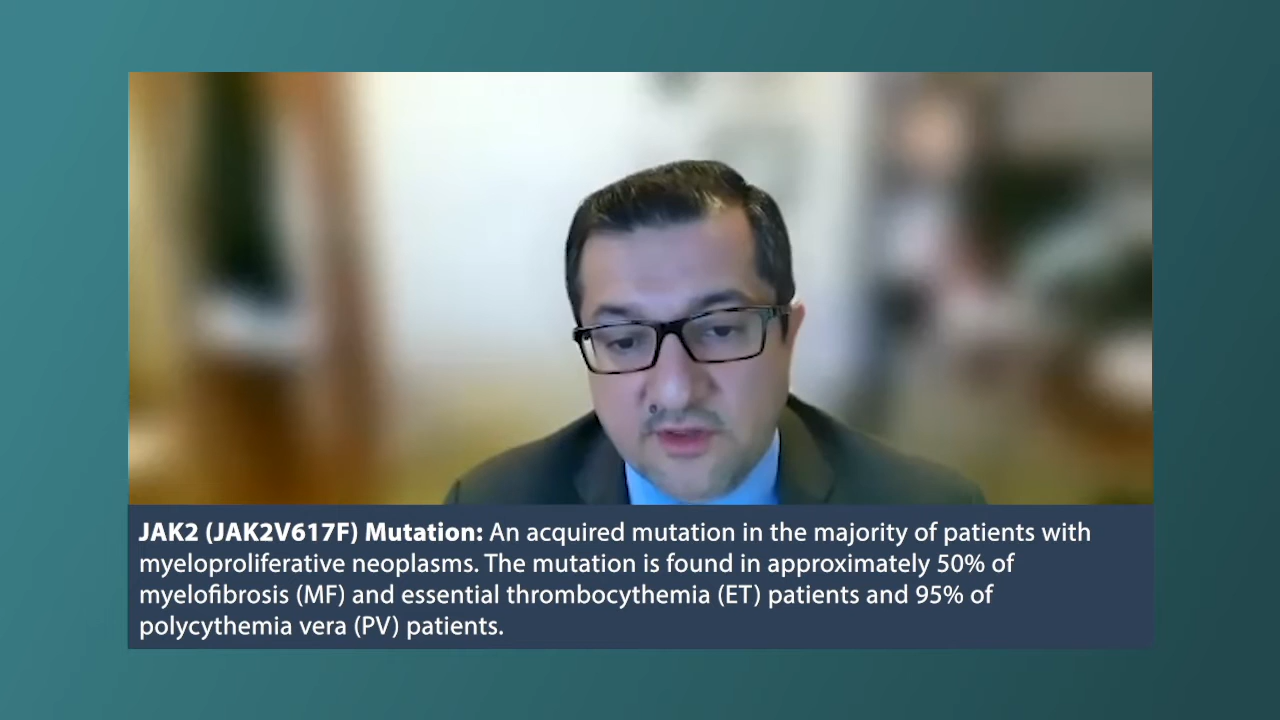 JAK2 (JAK2V617F) Mutation: An acquired mutation in the majority of patients with
myeloproliferative neoplasms. The mutation is found in approximately 50% of
myelofibrosis (MF) and essential thrombocythemia (ET) patients and 95% of
polycythemia vera (PV) patients.